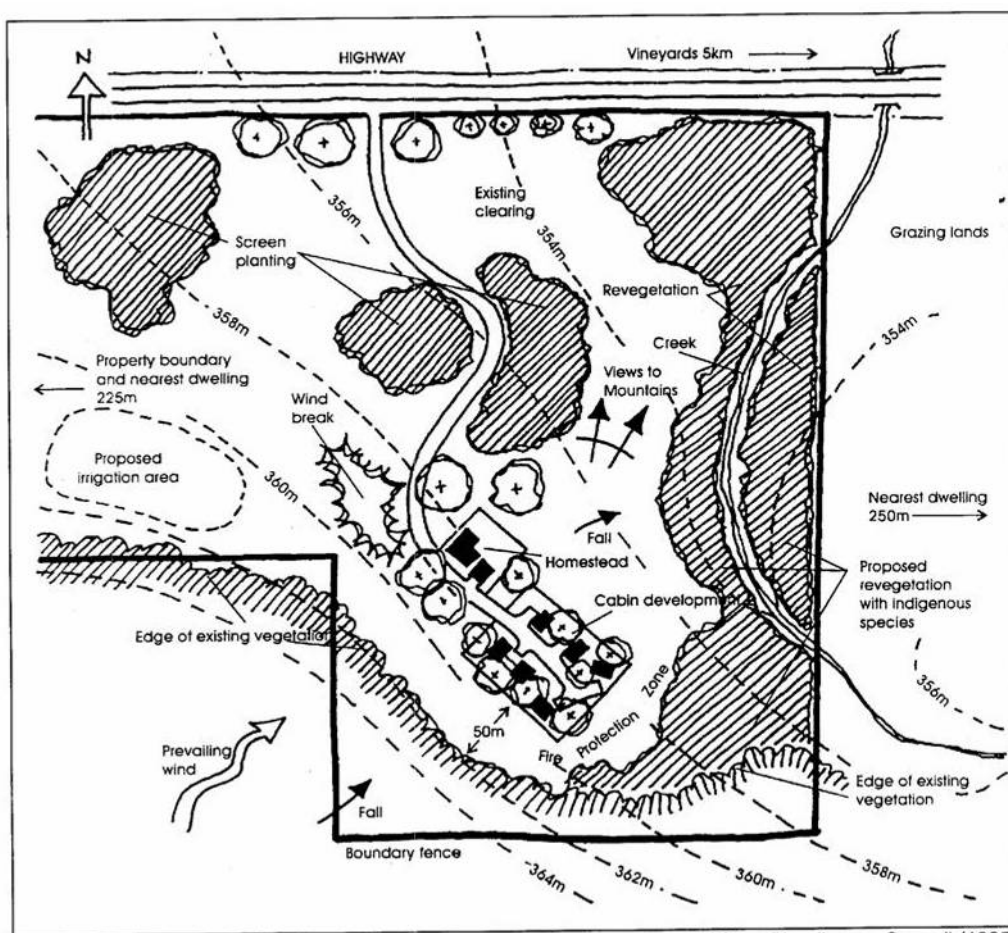 HIGHWAY
Vineyards 5km
N
356m
Existing
clearing
354m
Grazing lands
Screen
planting
Revegetation
358m
Creek
354m
Property boundary
and nearest dwelling
225m
Views to
Mountains
Wind
break
Proposed
irrigation area
360m
Nearest dwelling
250m
Fall
Homestead
Proposed
revegetation
with indigenous
species
Cabin development
Edge of existing vegetation
356m
50m
Fire Protection Zone
Prevailing
wind
Edge of existing
vegetation
Fall
Boundary fence
364m
362m
360m
358m